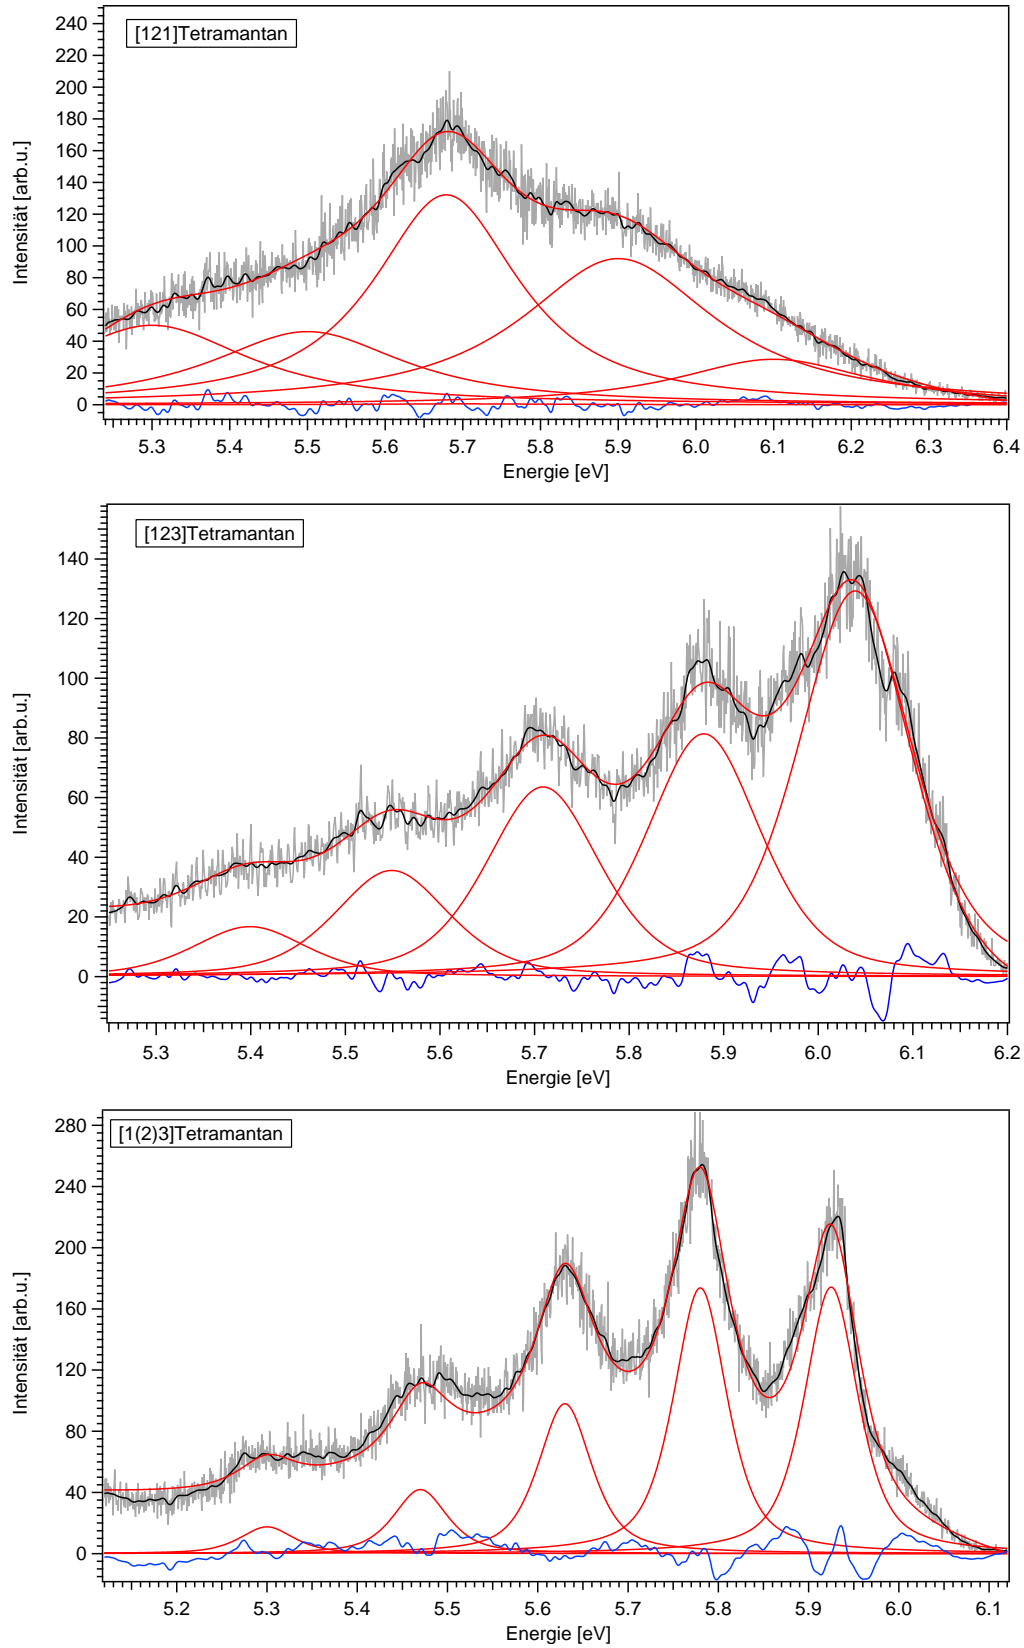 [121]Tetramantan
Intensität [arb.u.]
240
220
200
180
160
140
120
100
80
60
40
20
0
5.3 5.4 5.5 5.6 5.7 5.8 5.9 6.0 6.1 6.2 6.3 6.4
Energie [eV]
[123]Tetramantan
Intensität [arb.u.]
140
120
100
80
60
40
20
0
5.3 5.4 5.5 5.6 5.7 5.8 5.9 6.0 6.1 6.2
Energie [eV]
[1(2)3]Tetramantan
Intensität [arb.u.]
280
240
200
160
120
80
40
0
5.2 5.3 5.4 5.5 5.6 5.7 5.8 5.9 6.0 6.1
Energie [eV]